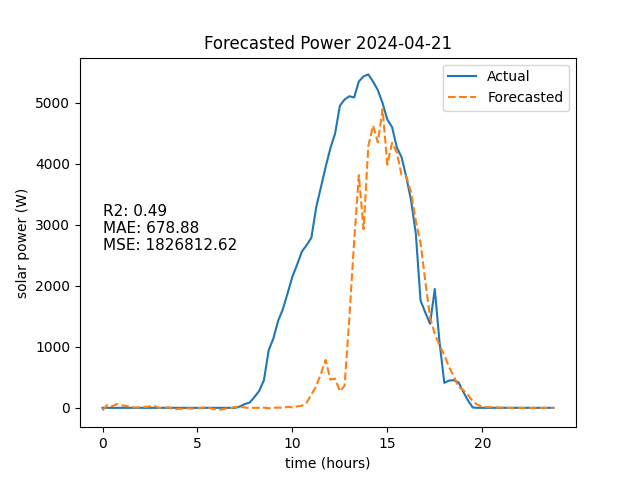 Forecasted Power 2024-04-21
Actual
Forecasted
R2: 0.49
MAE: 678.88
MSE: 1826812.62
solar power (W)
5000
4000
3000
2000
1000
0
0 5 10 15 20
time (hours)